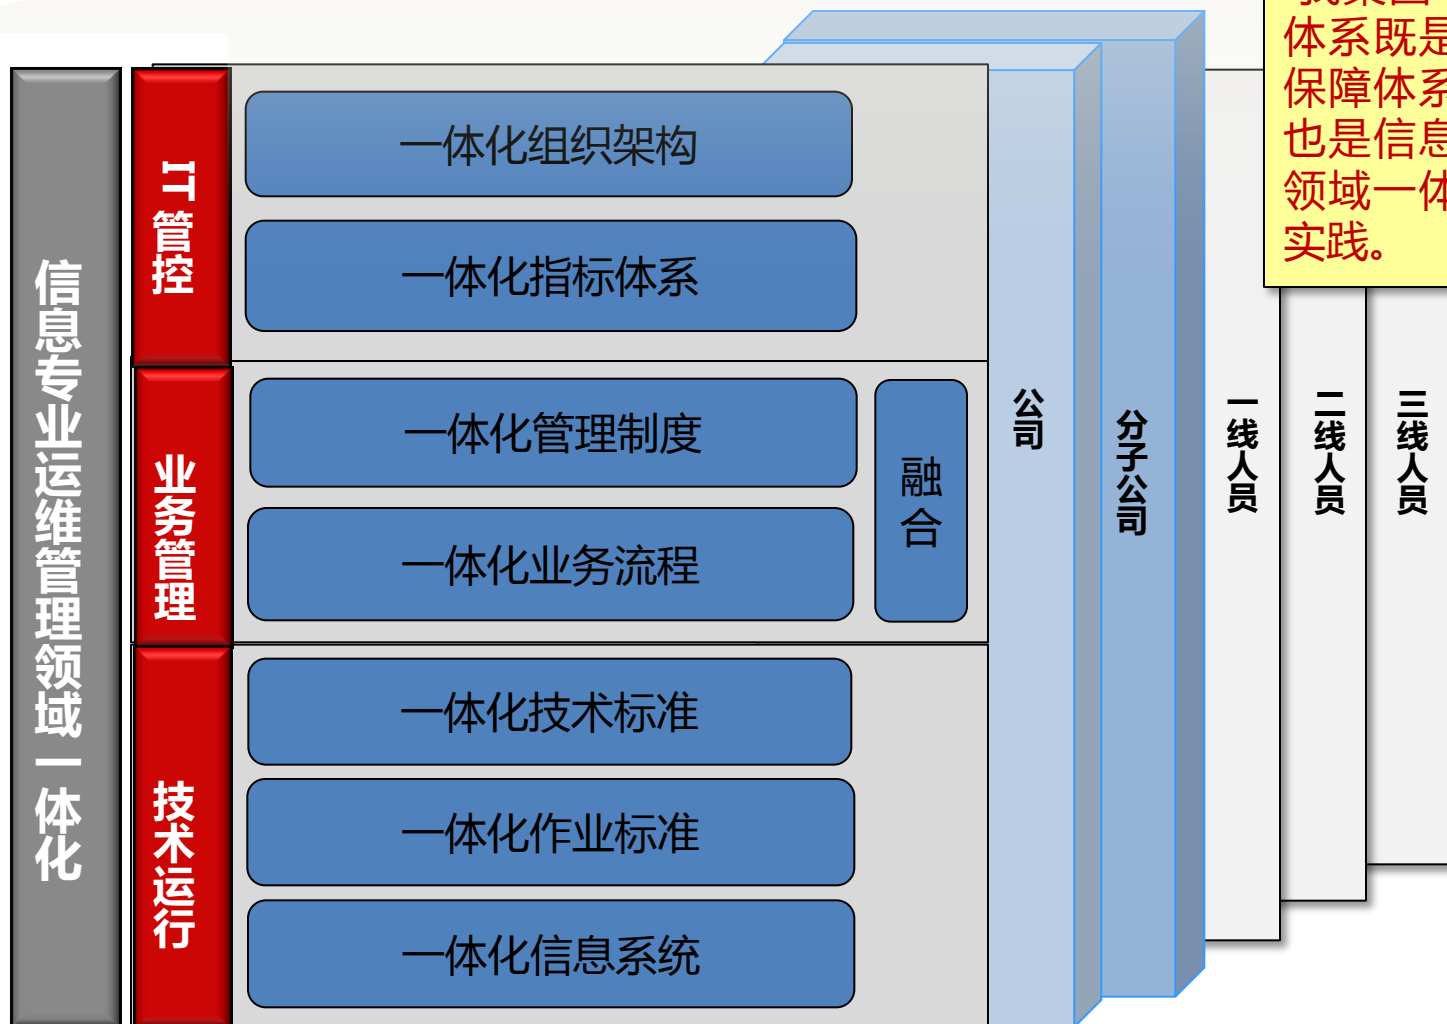 信息专业运维管理领域一体化
IT管控
一体化组织架构
一体化指标体系
业务管理
一体化管理制度
一体化业务流程
融合
技术运行
一体化技术标准
一体化作业标准
一体化信息系统
公司
分子公司
一线人员
二线人员
三线人员
体系既是
保障体系
也是信息
领域一体
实践。